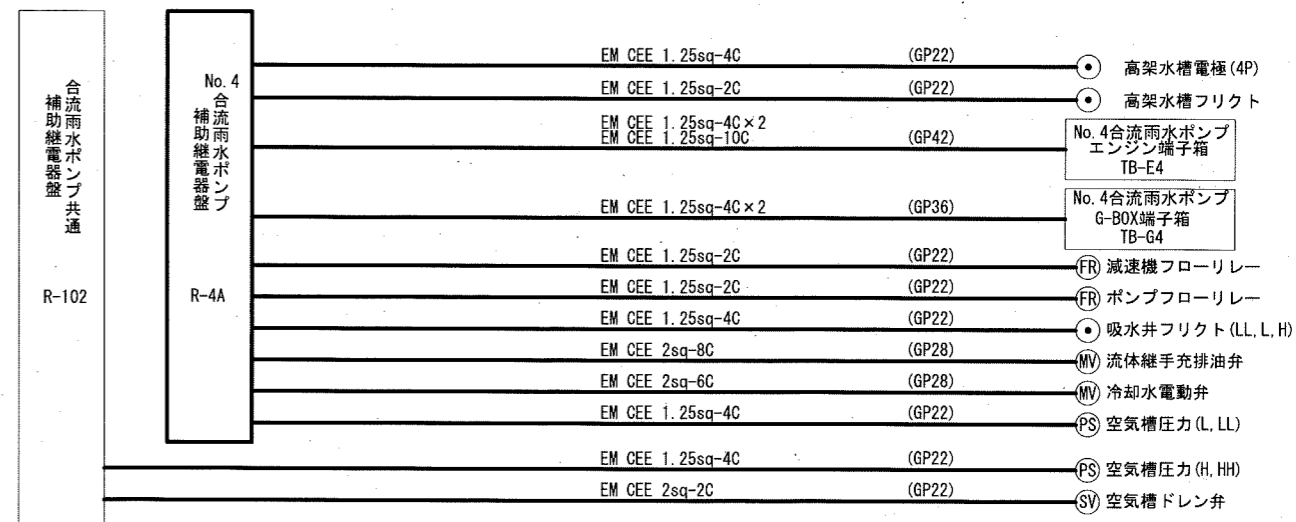 合流雨水ポンプ共通
補助継電器盤
R-102
No.4
合流雨水ポンプ
補助継電器盤
R-4A
EM CEE 1.25sq-4C (GP22) 高架水槽電極(4P)
EM CEE 1.25sq-2C (GP22) 高架水槽フリクト
EM CEE 1.25sq-4C×2
EM CEE 1.25sq-10C (GP42)
No.4合流雨水ポンプ
エンジン端子箱
TB-E4
EM CEE 1.25sq-4C×2 (GP36)
No.4合流雨水ポンプ
G-BOX端子箱
TB-G4
EM CEE 1.25sq-2C (GP22) FR 減速機フローリレー
EM CEE 1.25sq-2C (GP22) FR ポンプフローリレー
EM CEE 1.25sq-4C (GP22) 吸水井フリクト(LL,L,H)
EM CEE 2sq-8C (GP28) MV 流体継手充排油弁
EM CEE 2sq-6C (GP28) MV 冷却水電動弁
EM CEE 1.25sq-4C (GP22) PS 空気槽圧力(L,LL)
EM CEE 1.25sq-4C (GP22) PS 空気槽圧力(H,HH)
EM CEE 2sq-2C (GP22) SV 空気槽ドレン弁